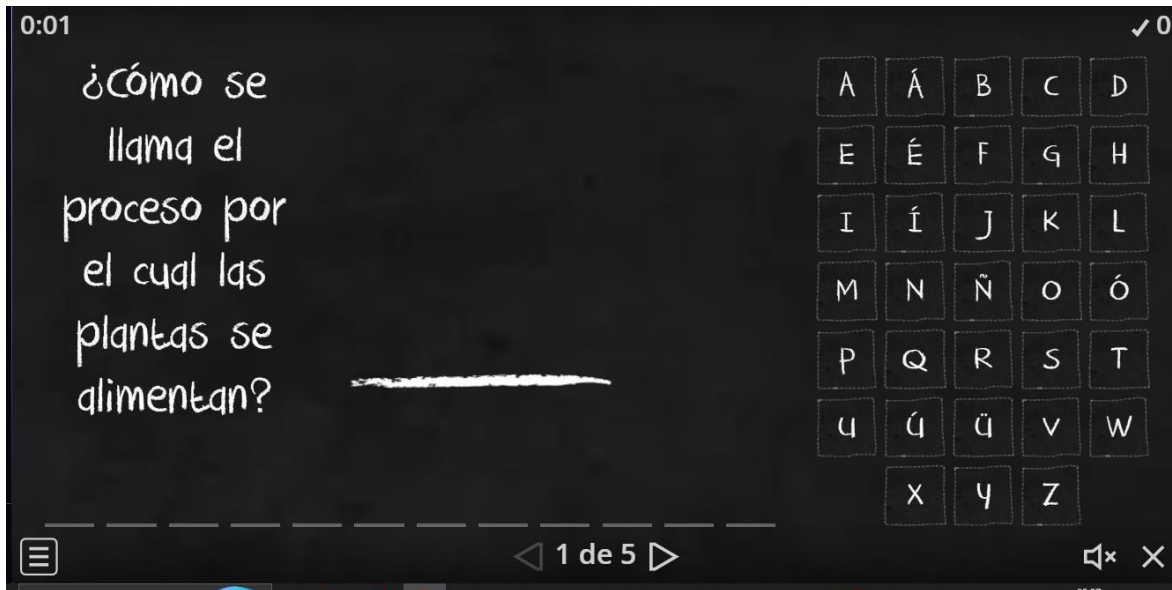 0:01
✓ 0
¿Cómo se
llama el
proceso por
el cual las
plantas se
alimentan?
A Á B C D
E É F G H
I Í J K L
M N Ñ O Ó
P Q R S T
U Ú Ü V W
X Y Z
1 de 5